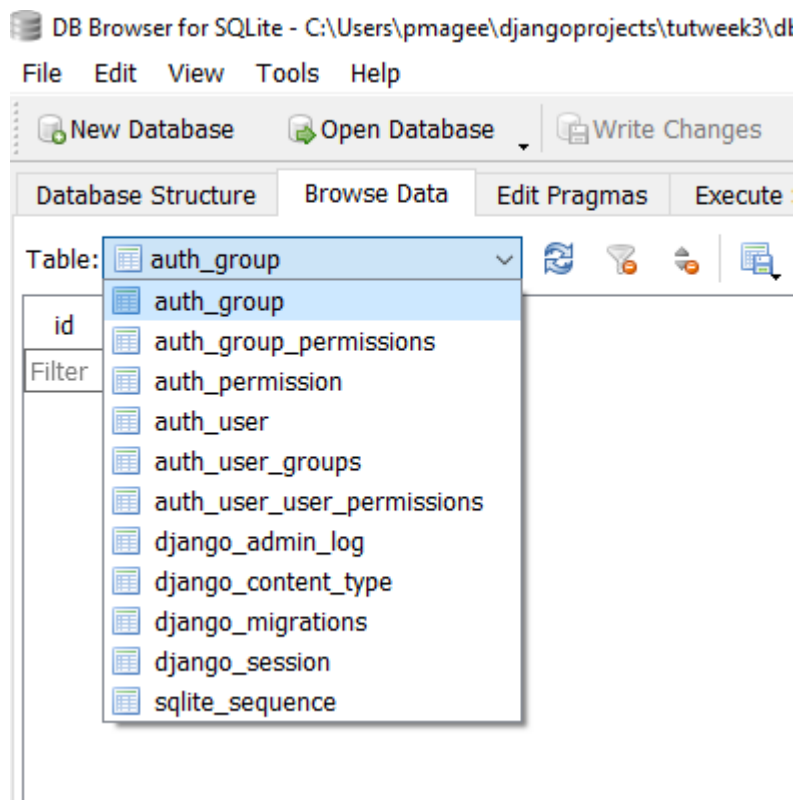 DB Browser for SQLite - C:\Users\pmagee\djangoprojects\tutweek3\db
File Edit View Tools Help
New Database Open Database Write Changes
Database Structure Browse Data Edit Pragmas Execute
Table: auth_group
id
Filter
auth_group
auth_group_permissions
auth_permission
auth_user
auth_user_groups
auth_user_user_permissions
django_admin_log
django_content_type
django_migrations
django_session
sqlite_sequence